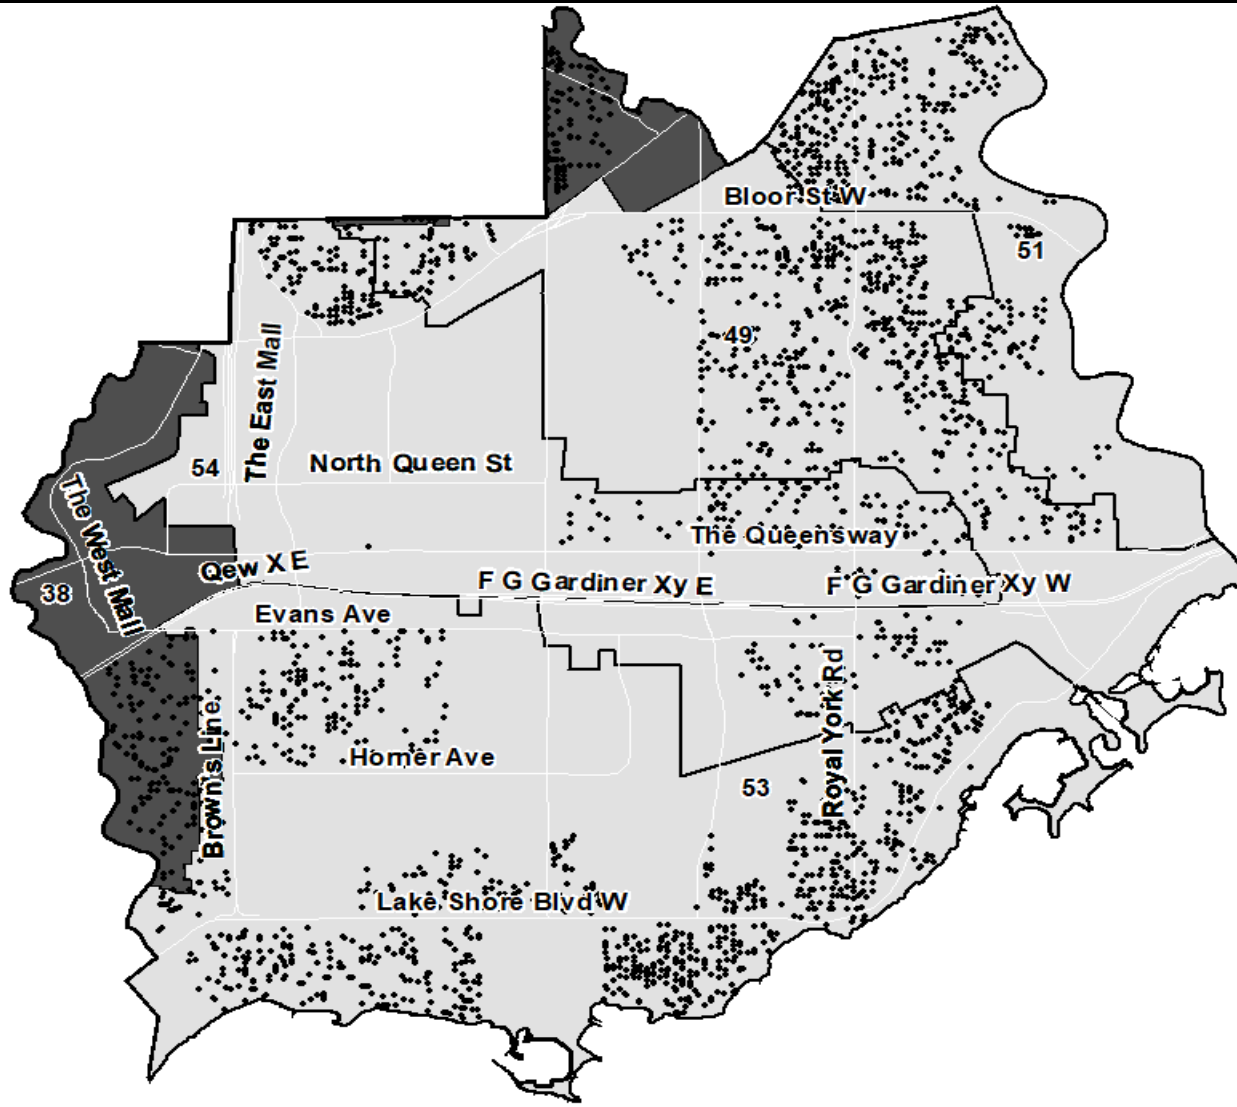 Bloor St W
51
49
The East Mall
North Queen St
54
The West Mall
The Queensway
Qew X E
F G Gardiner Xy E
F G Gardiner Xy W
38
Evans Ave
Royal York Rd
Brown's Line
Horner Ave
53
Lake Shore Blvd W